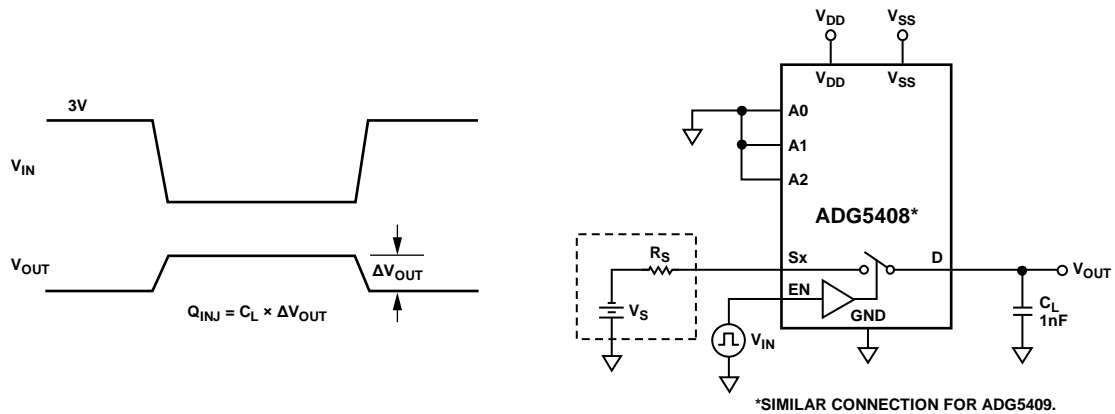 3V
VIN
VOUT
ΔVOUT
QINJ = CL × ΔVOUT
VDD
VSS
VDD
VSS
A0
A1
A2
ADG5408*
RS
Sx
D
VOUT
EN
VS
GND
CL
1nF
VIN
*SIMILAR CONNECTION FOR ADG5409.